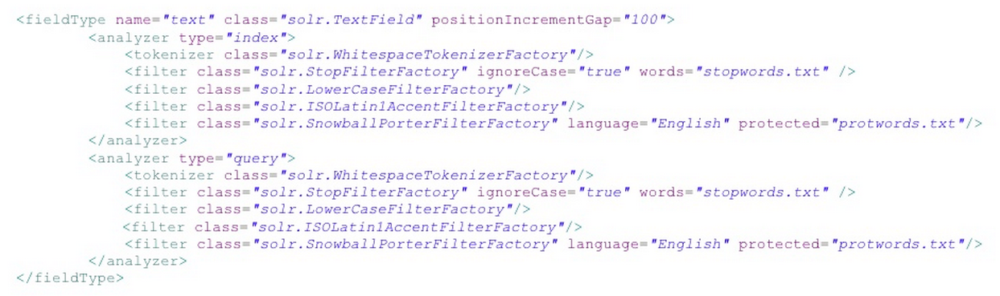 <fieldType name="text" class="solr.TextField" positionIncrementGap="100">
<analyzer type="index">
<tokenizer class="solr.WhitespaceTokenizerFactory"/>
<filter class="solr.StopFilterFactory" ignoreCase="true" words="stopwords.txt" />
<filter class="solr.LowerCaseFilterFactory"/>
<filter class="solr.ISOLatin1AccentFilterFactory"/>
<filter class="solr.SnowballPorterFilterFactory" language="English" protected="protwords.txt"/>
</analyzer>
<analyzer type="query">
<tokenizer class="solr.WhitespaceTokenizerFactory"/>
<filter class="solr.StopFilterFactory" ignoreCase="true" words="stopwords.txt" />
<filter class="solr.LowerCaseFilterFactory"/>
<filter class="solr.ISOLatin1AccentFilterFactory"/>
<filter class="solr.SnowballPorterFilterFactory" language="English" protected="protwords.txt"/>
</analyzer>
</fieldType>